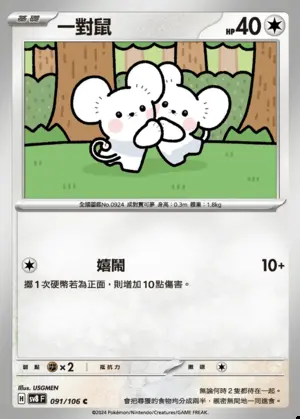 基礎 一對鼠 HP40
全國圖鑑No.0924 成對寶可夢 身高：0.3m 體重：1.8kg
嬉鬧 10+
擲1次硬幣若為正面，則增加10點傷害。
弱點 ×2 抵抗力 撤退
Illus. USGMEN
H sv8 F 091/106 C
無論何時2隻都待在一起。
會把尋獲的食物均分成兩半，緊密無間地一同進食。
©2024 Pokémon/Nintendo/Creatures/GAME FREAK.